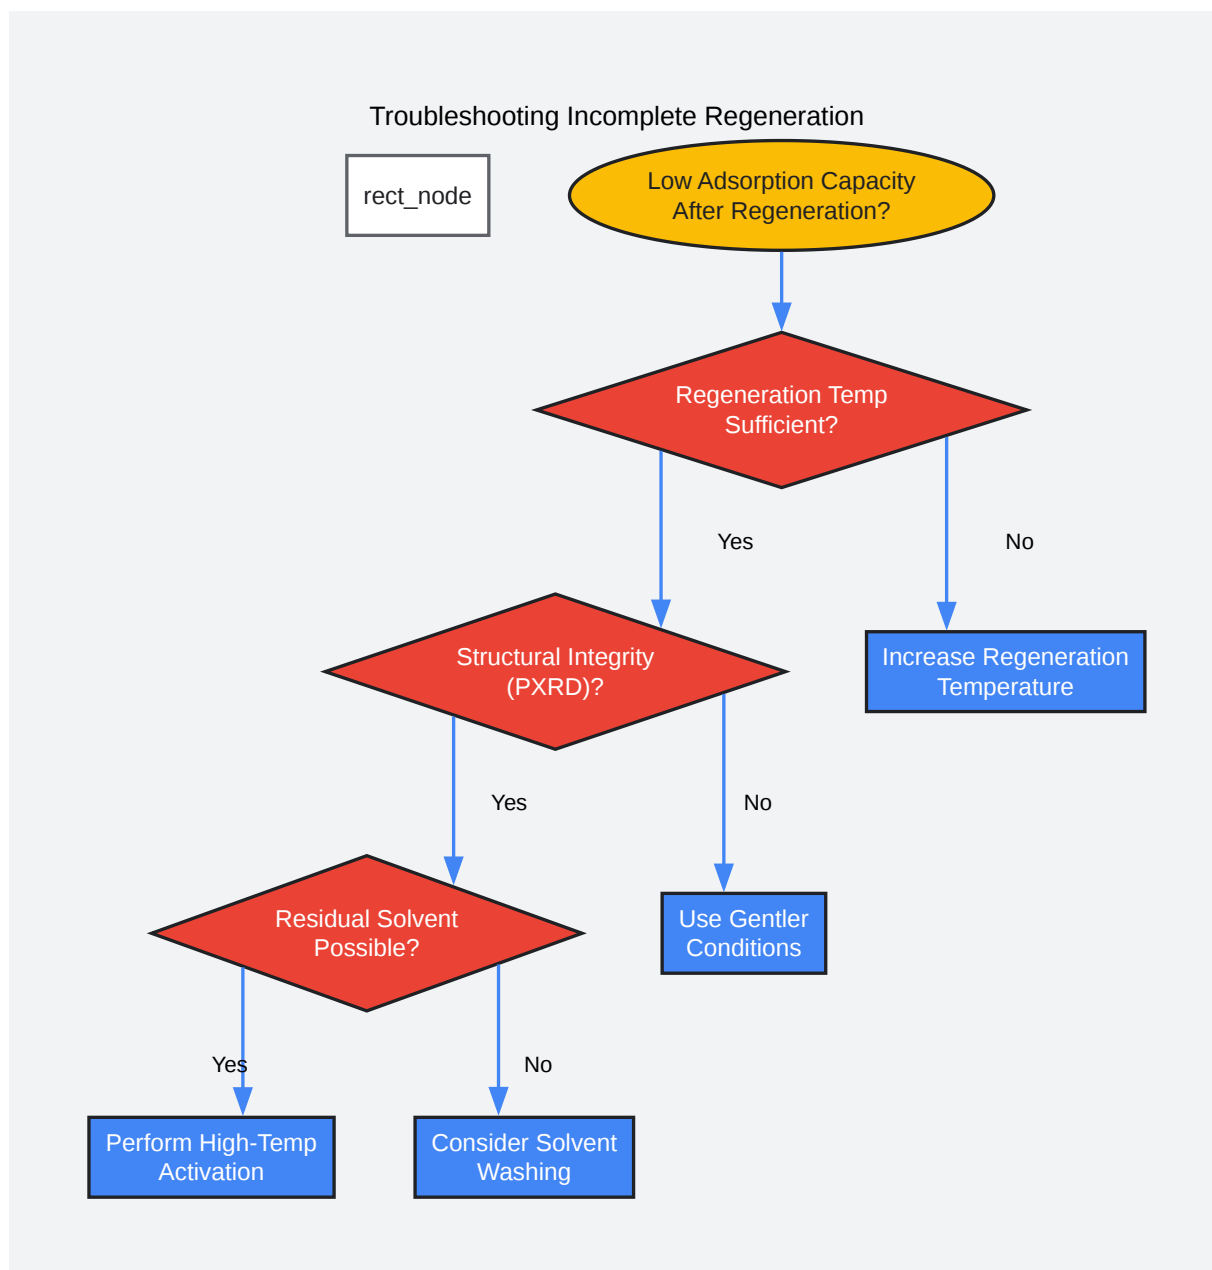 Troubleshooting Incomplete Regeneration
rect_node
Low Adsorption Capacity
After Regeneration?
Regeneration Temp
Sufficient?
Yes
No
Structural Integrity
(PXRD)?
Increase Regeneration
Temperature
Yes
No
Residual Solvent
Possible?
Use Gentler
Conditions
Yes
No
Perform High-Temp
Activation
Consider Solvent
Washing